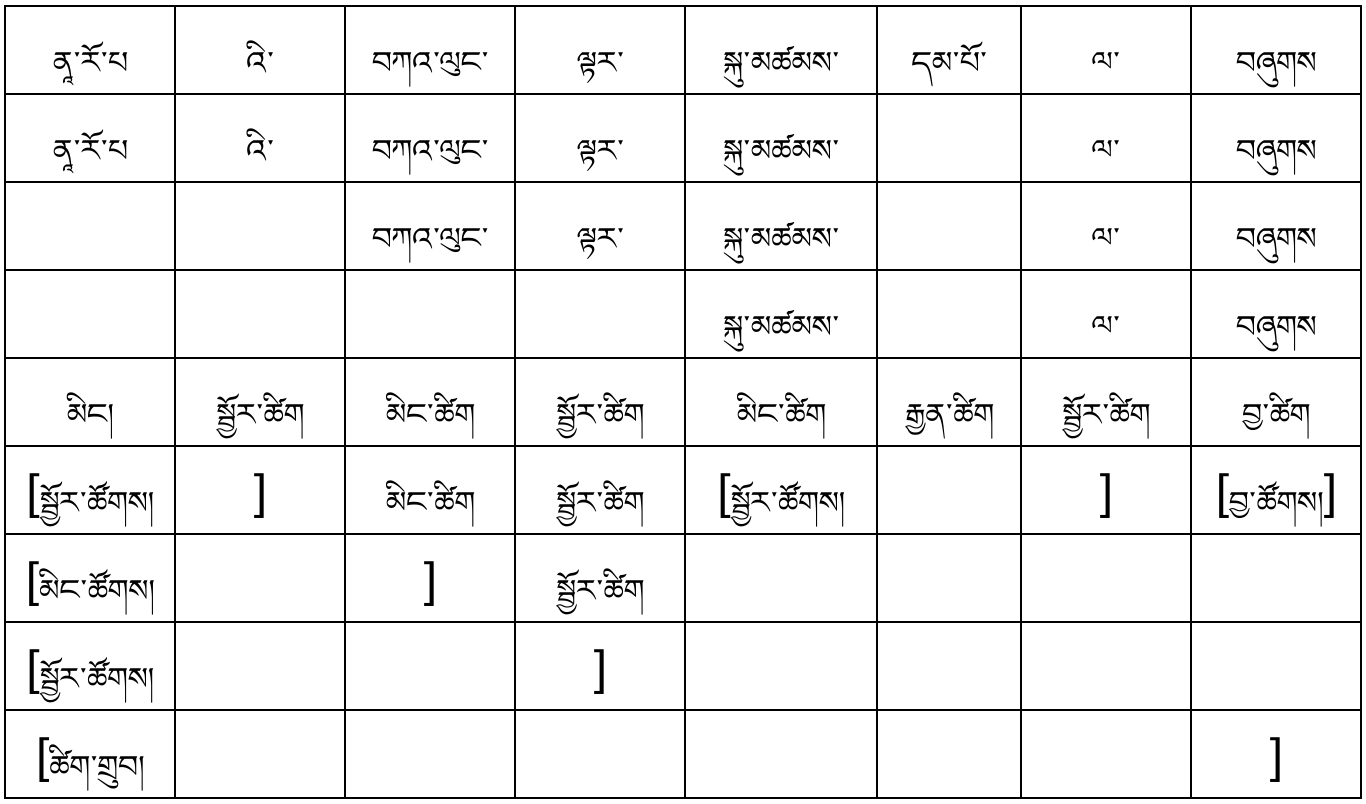 ནཱ་རོ་པ འི་ བཀའ་ལུང་ ལྟར་ སྐུ་མཚམས་ དམ་པོ་ ལ་ བཞུགས
ནཱ་རོ་པ འི་ བཀའ་ལུང་ ལྟར་ སྐུ་མཚམས་ ལ་ བཞུགས
བཀའ་ལུང་ ལྟར་ སྐུ་མཚམས་ ལ་ བཞུགས
སྐུ་མཚམས་ ལ་ བཞུགས
མིང། སྦྱོར་ཚིག མིང་ཚིག སྦྱོར་ཚིག མིང་ཚིག རྒྱན་ཚིག སྦྱོར་ཚིག བྱ་ཚིག
[སྦྱོར་ཚོགས། ] མིང་ཚིག སྦྱོར་ཚིག [སྦྱོར་ཚོགས། ] [བྱ་ཚོགས།]
[མིང་ཚོགས། ] སྦྱོར་ཚིག
[སྦྱོར་ཚོགས། ]
[ཚིག་གྲུབ། ]